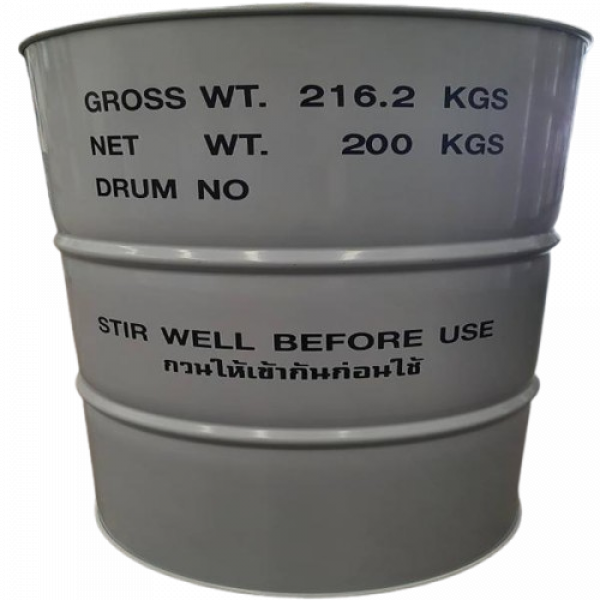 GROSS WT. 216.2 KGS
NET WT. 200 KGS
DRUM NO
STIR WELL BEFORE USE
กวนให้เข้ากันก่อนใช้